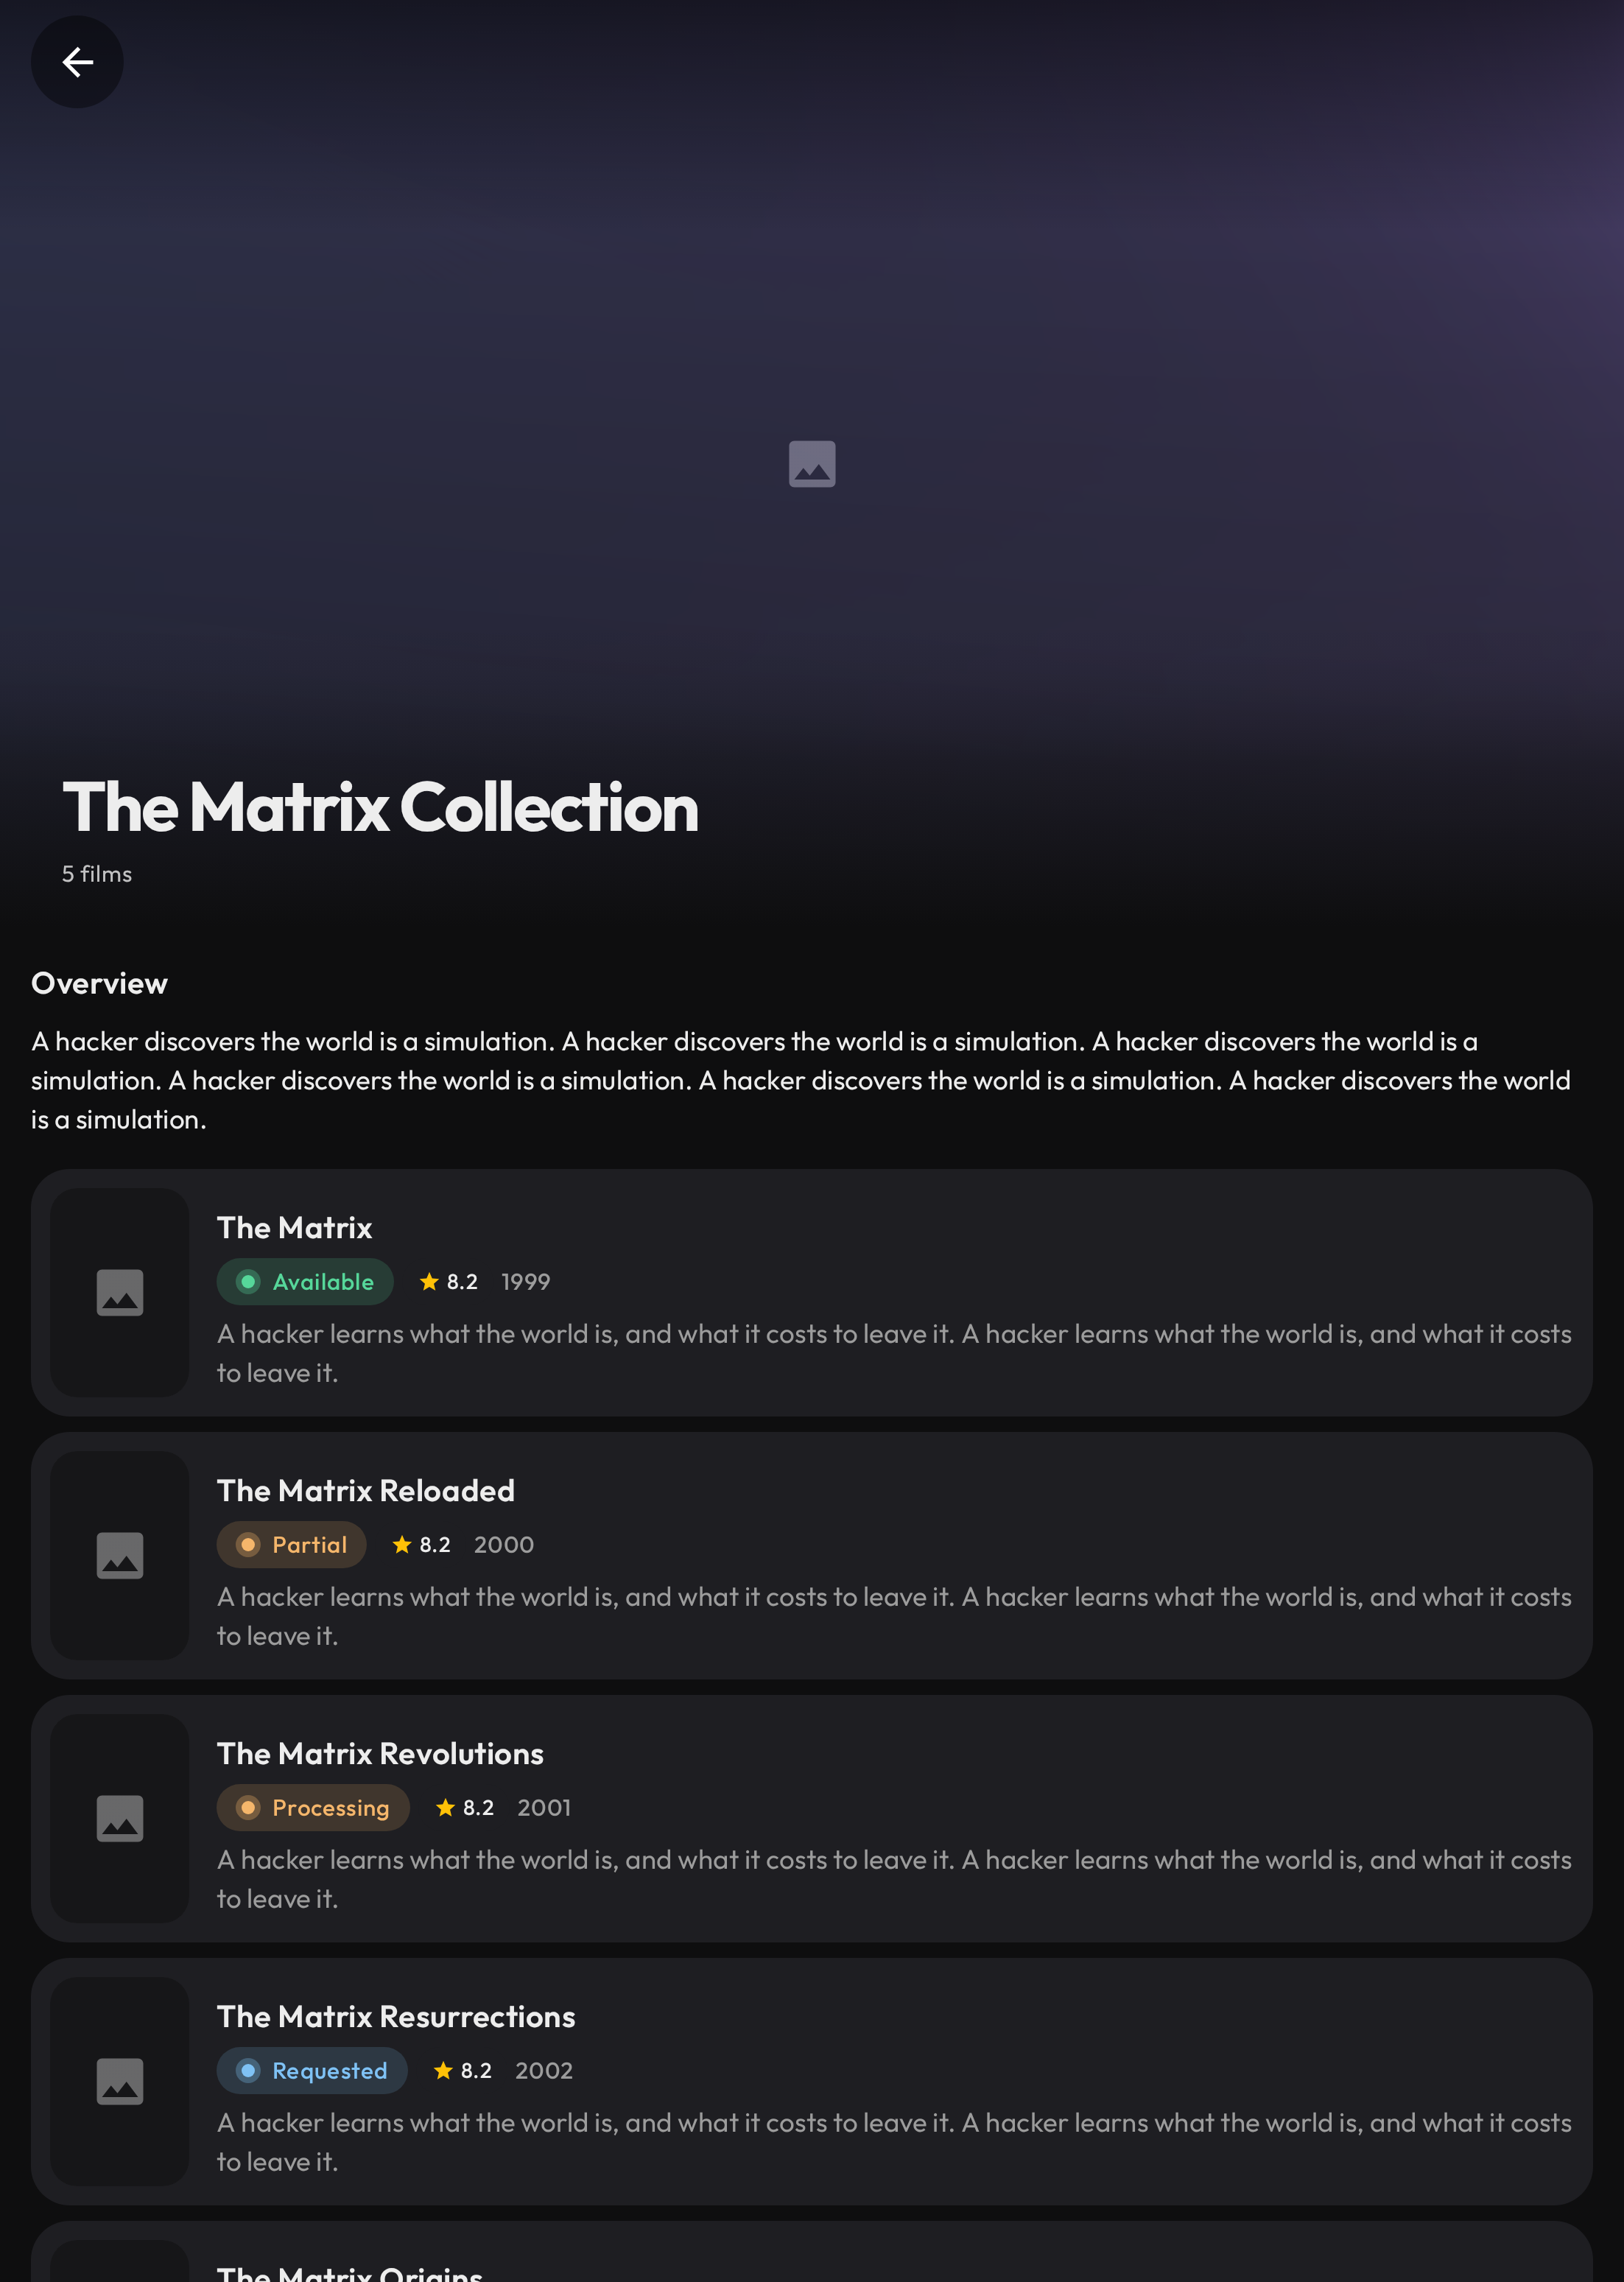 The Matrix Collection
5 films
Overview
A hacker discovers the world is a simulation. A hacker discovers the world is a simulation. A hacker discovers the world is a
simulation. A hacker discovers the world is a simulation. A hacker discovers the world is a simulation. A hacker discovers the world
is a simulation.
The Matrix
Available 8.2 1999
A hacker learns what the world is, and what it costs to leave it. A hacker learns what the world is, and what it costs
to leave it.
The Matrix Reloaded
Partial 8.2 2000
A hacker learns what the world is, and what it costs to leave it. A hacker learns what the world is, and what it costs
to leave it.
The Matrix Revolutions
Processing 8.2 2001
A hacker learns what the world is, and what it costs to leave it. A hacker learns what the world is, and what it costs
to leave it.
The Matrix Resurrections
Requested 8.2 2002
A hacker learns what the world is, and what it costs to leave it. A hacker learns what the world is, and what it costs
to leave it.
The Matrix Origins